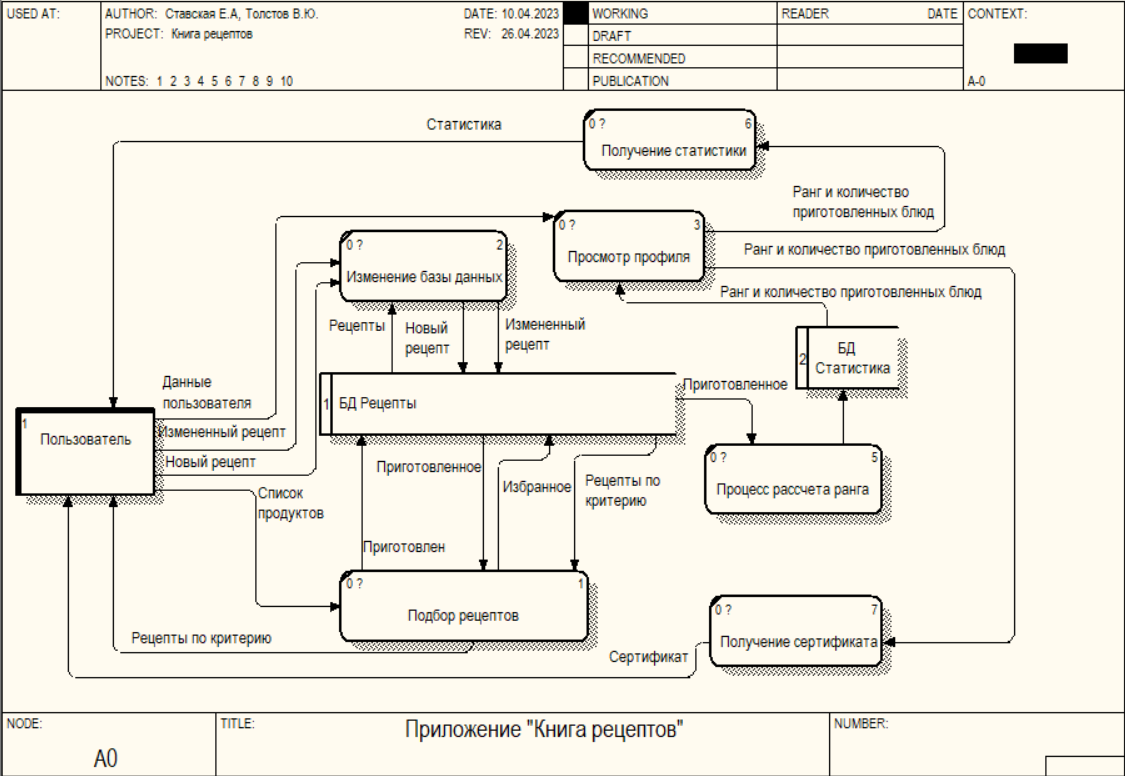 USED AT:
AUTHOR: Ставская Е.А, Толстов В.Ю.
DATE: 10.04.2023
PROJECT: Книга рецептов
REV: 26.04.2023
NOTES: 1 2 3 4 5 6 7 8 9 10
WORKING
DRAFT
RECOMMENDED
PUBLICATION
READER
DATE
CONTEXT:
A-0
Статистика
0 ?
6
Получение статистики
Ранг и количество
приготовленных блюд
0 ?
3
Просмотр профиля
Ранг и количество приготовленных блюд
0 ?
2
Изменение базы данных
Ранг и количество приготовленных блюд
Рецепты
Новый
рецепт
Измененный
рецепт
2
БД
Статистика
Данные
пользователя
1
БД Рецепты
Приготовленное
1
Пользователь
Измененный рецепт
Новый рецепт
Список
продуктов
Приготовленное
Избранное
Рецепты по
критерию
0 ?
5
Процесс рассчета ранга
Приготовлен
0 ?
1
Подбор рецептов
Рецепты по критерию
0 ?
7
Получение сертификата
Сертификат
NODE:
A0
TITLE:
Приложение "Книга рецептов"
NUMBER: